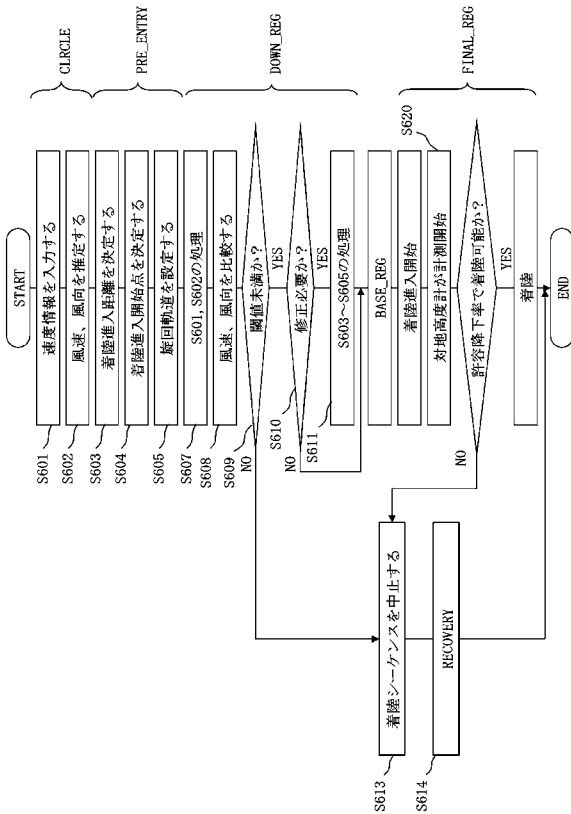 START
S601
速度情報を入力する
CLRCLE
S602
風速、風向を推定する
S603
着陸進入距離を決定する
PRE_ENTRY
S604
着陸進入開始点を決定する
S605
旋回軌道を設定する
S607
S601, S602の処理
DOWN_REG
S608
風速、風向を比較する
S609
閾値未満か?
NO
YES
S610
修正必要か?
NO
YES
S611
S603～S605の処理
BASE_REG
着陸進入開始
FINAL_REG
対地高度計が計測開始
S620
許容降下率で着陸可能か?
NO
YES
着陸
END
S613
着陸シーケンスを中止する
S614
RECOVERY